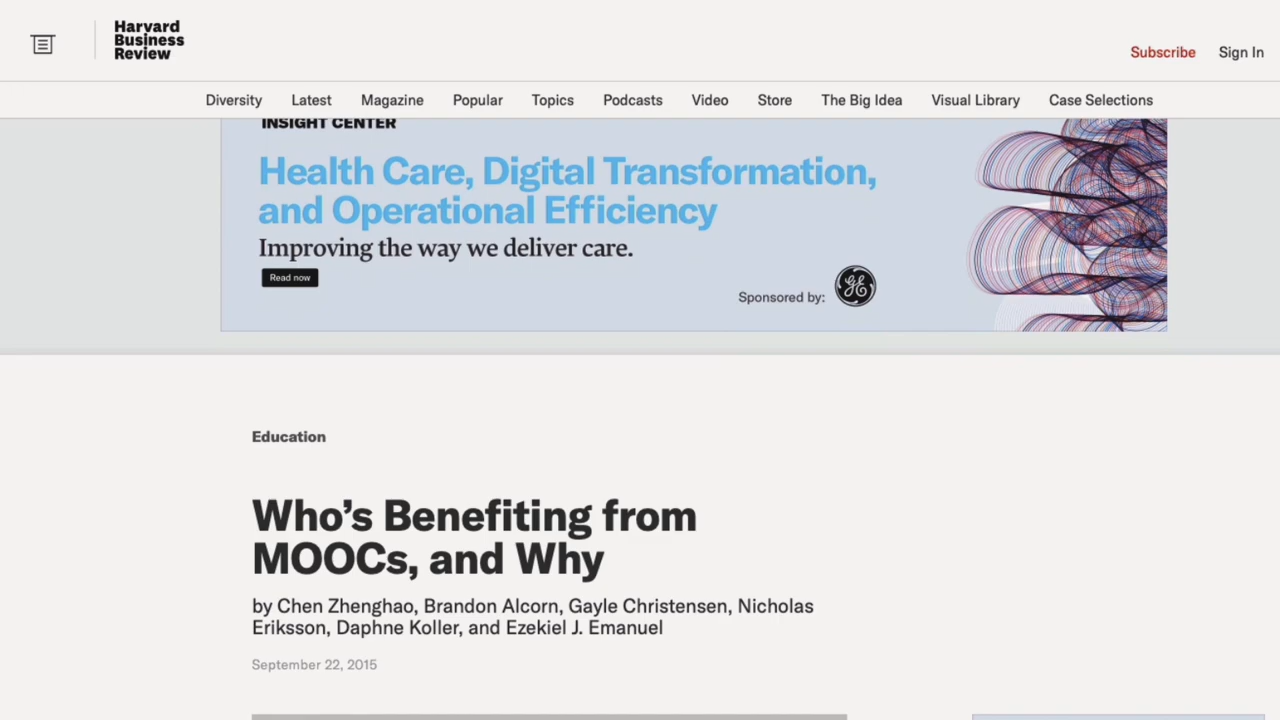 Harvard
Business
Review
Subscribe Sign In
Diversity Latest Magazine Popular Topics Podcasts Video Store The Big Idea Visual Library Case Selections
INSIGHT CENTER
Health Care, Digital Transformation,
and Operational Efficiency
Improving the way we deliver care.
Read now
Sponsored by:
GE
Education
Who's Benefiting from
MOOCs, and Why
by Chen Zhenghao, Brandon Alcorn, Gayle Christensen, Nicholas
Eriksson, Daphne Koller, and Ezekiel J. Emanuel
September 22, 2015